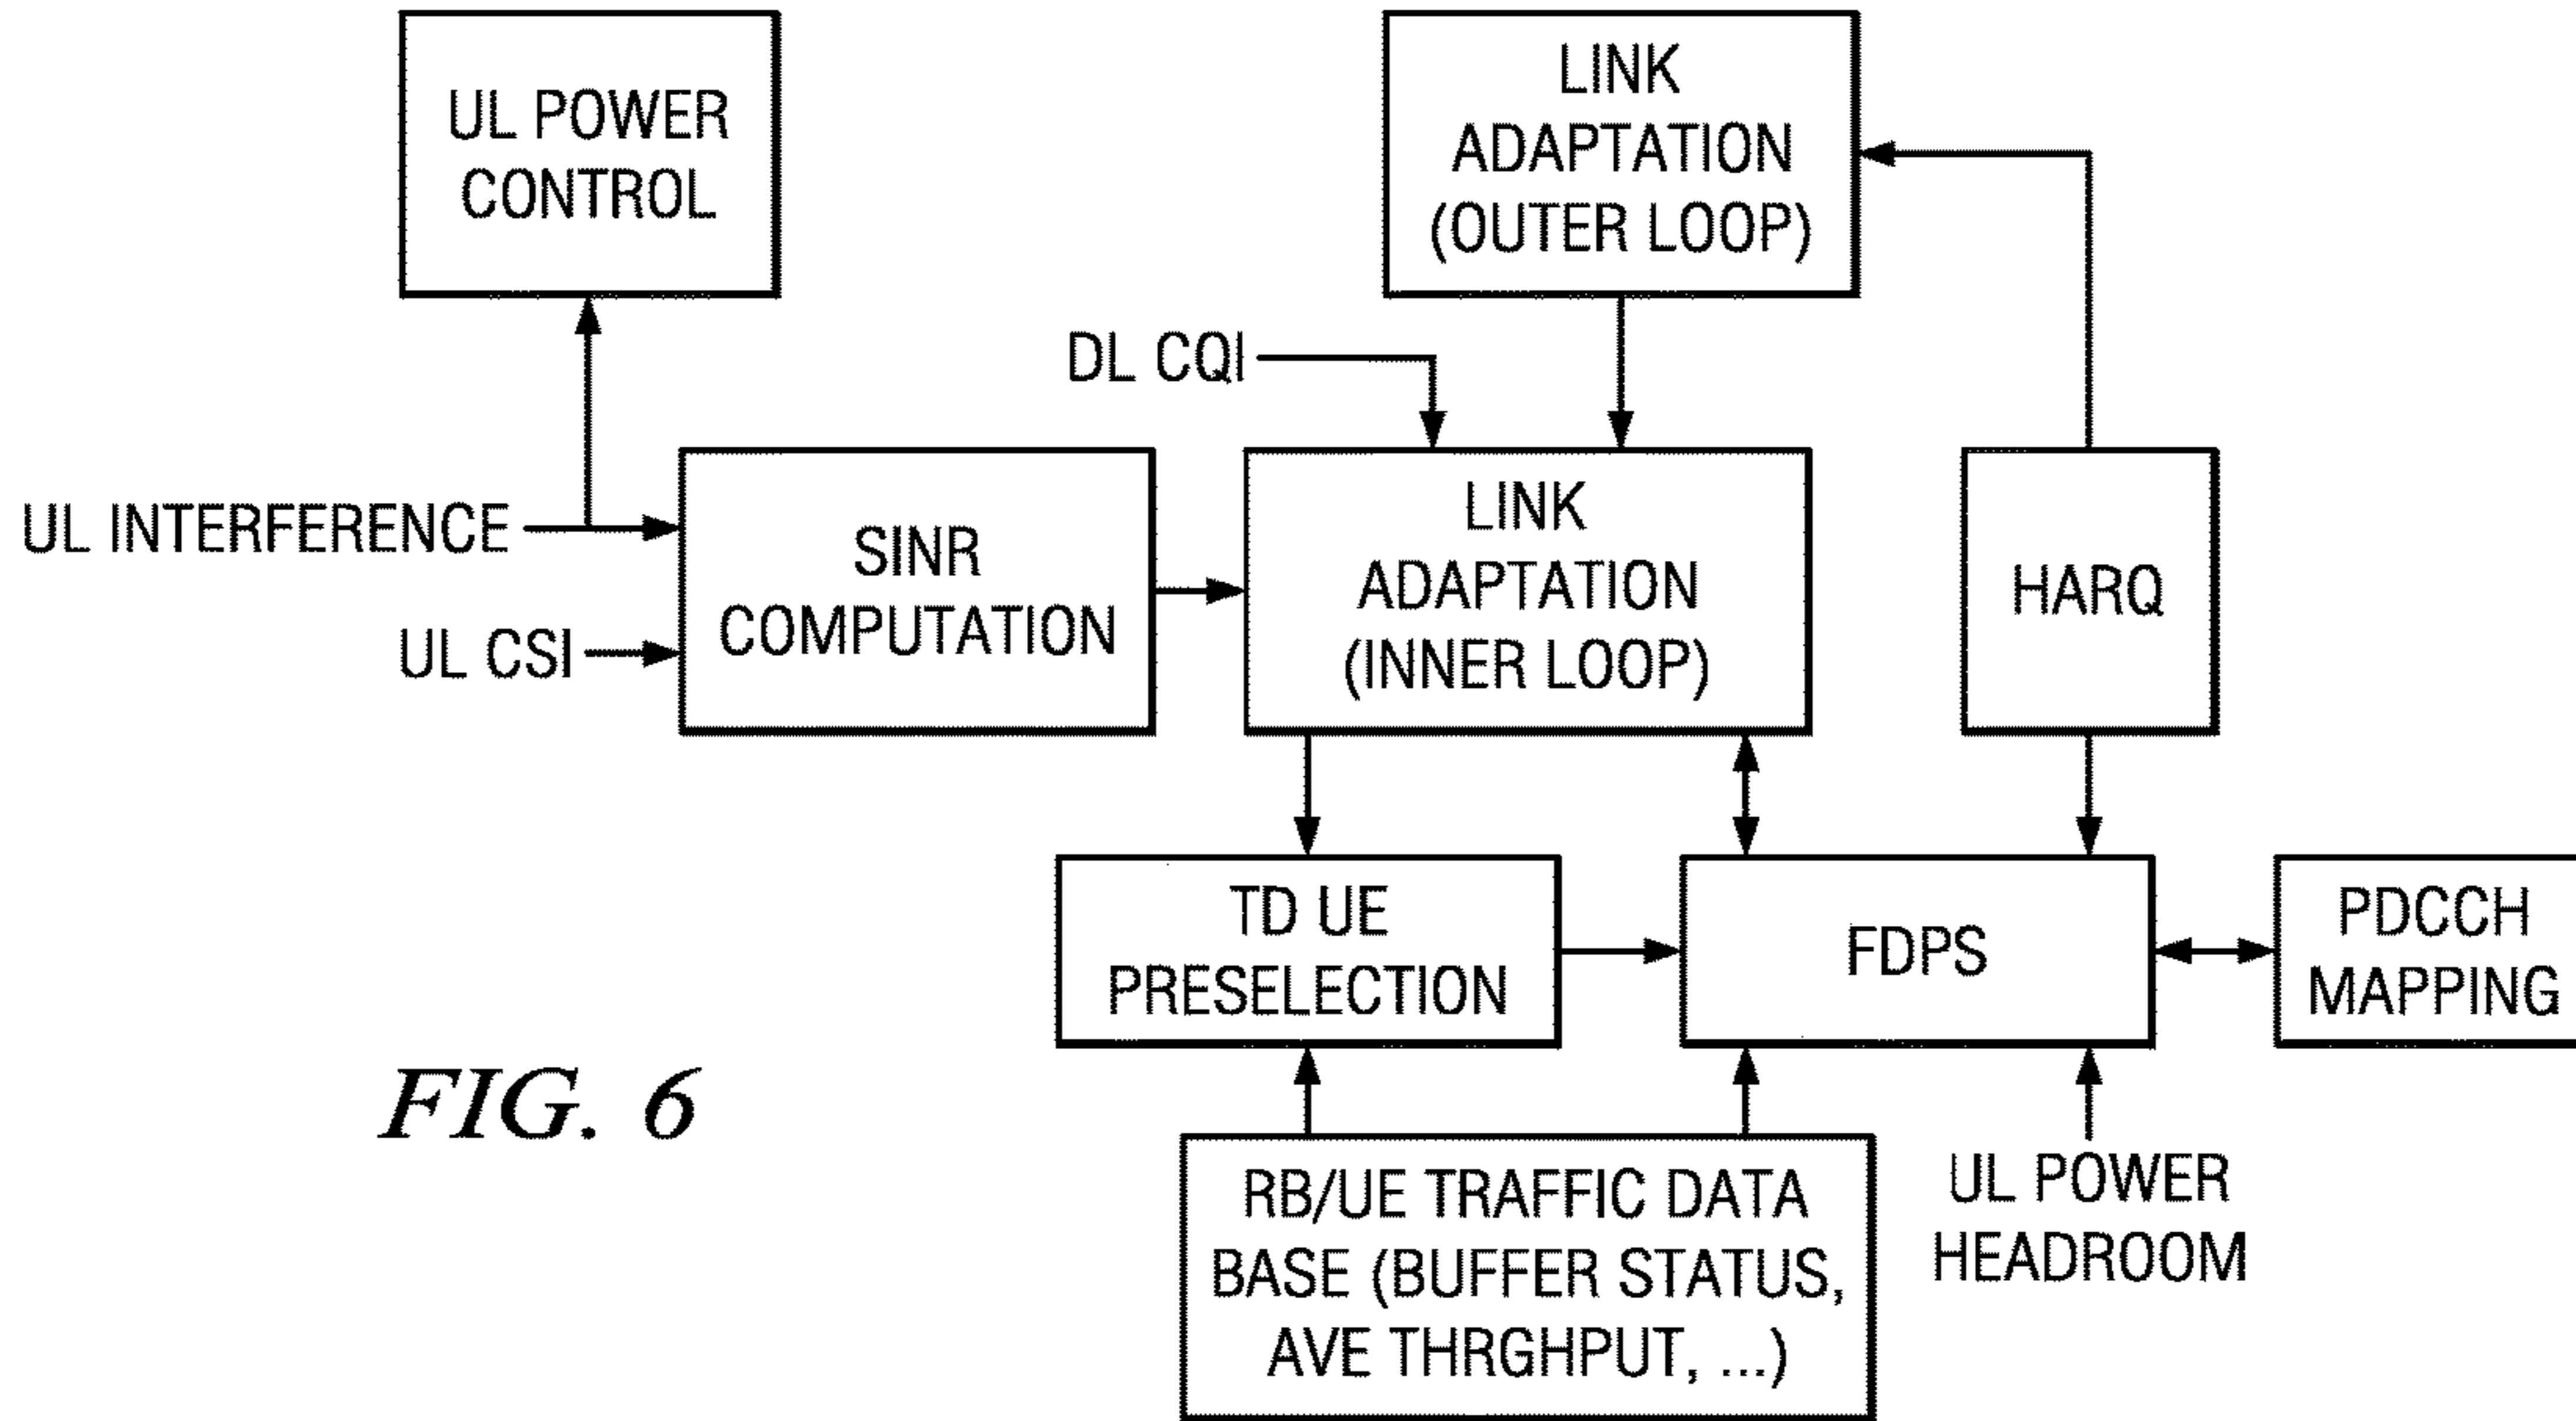 UL POWER
CONTROL
LINK
ADAPTATION
(OUTER LOOP)
DL CQI
UL INTERFERENCE
UL CSI
SINR
COMPUTATION
LINK
ADAPTATION
(INNER LOOP)
HARQ
TD UE
PRESELECTION
FDPS
PDCCH
MAPPING
RB/UE TRAFFIC DATA
BASE (BUFFER STATUS,
AVE THRGHPUT, ...)
UL POWER
HEADROOM
FIG. 6